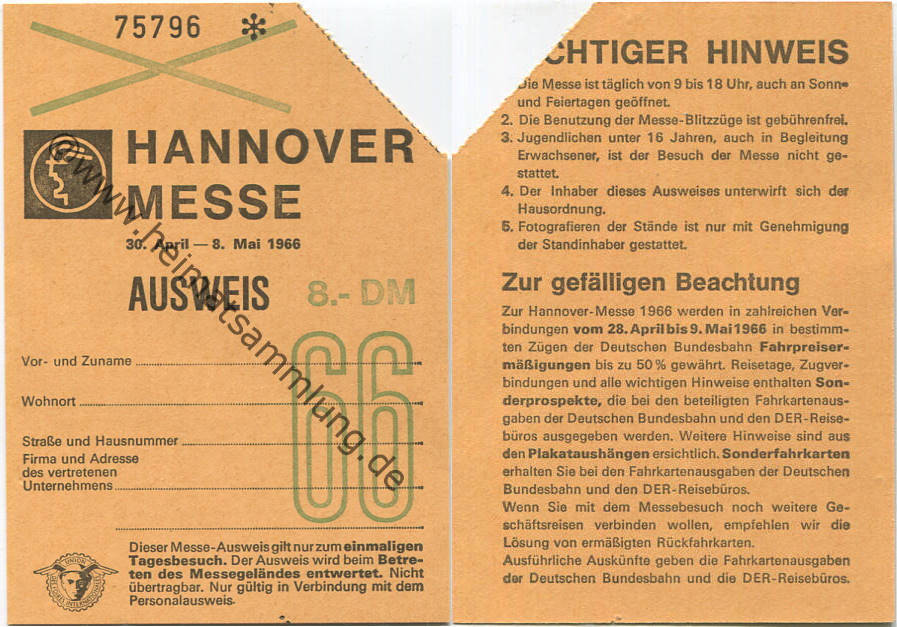 75796 *
HANNOVER
MESSE
30. April — 8. Mai 1966
AUSWEIS 8.- DM
66
Vor- und Zuname
Wohnort
Straße und Hausnummer
Firma und Adresse
des vertretenen
Unternehmens
Dieser Messe-Ausweis gilt nur zum einmaligen
Tagesbesuch. Der Ausweis wird beim Betre-
ten des Messegeländes entwertet. Nicht
übertragbar. Nur gültig in Verbindung mit dem
Personalausweis.
UNION
INTERNATIONALES
@www.heimatsammlung.de
CHTIGER HINWEIS
Die Messe ist täglich von 9 bis 18 Uhr, auch an Sonn-
und Feiertagen geöffnet.
2. Die Benutzung der Messe-Blitzzüge ist gebührenfrei.
3. Jugendlichen unter 16 Jahren, auch in Begleitung
Erwachsener, ist der Besuch der Messe nicht ge-
stattet.
4. Der Inhaber dieses Ausweises unterwirft sich der
Hausordnung.
5. Fotografieren der Stände ist nur mit Genehmigung
der Standinhaber gestattet.
Zur gefälligen Beachtung
Zur Hannover-Messe 1966 werden in zahlreichen Ver-
bindungen vom 28. April bis 9. Mai 1966 in bestimm-
ten Zügen der Deutschen Bundesbahn Fahrpreiser-
mäßigungen bis zu 50 % gewährt. Reisetage, Zugver-
bindungen und alle wichtigen Hinweise enthalten Son-
derprospekte, die bei den beteiligten Fahrkartenaus-
gaben der Deutschen Bundesbahn und den DER-Reise-
büros ausgegeben werden. Weitere Hinweise sind aus
den Plakataushängen ersichtlich. Sonderfahrkarten
erhalten Sie bei den Fahrkartenausgaben der Deutschen
Bundesbahn und den DER-Reisebüros.
Wenn Sie mit dem Messebesuch noch weitere Ge-
schäftsreisen verbinden wollen, empfehlen wir die
Lösung von ermäßigten Rückfahrkarten.
Ausführliche Auskünfte geben die Fahrkartenausgaben
der Deutschen Bundesbahn und die DER-Reisebüros.